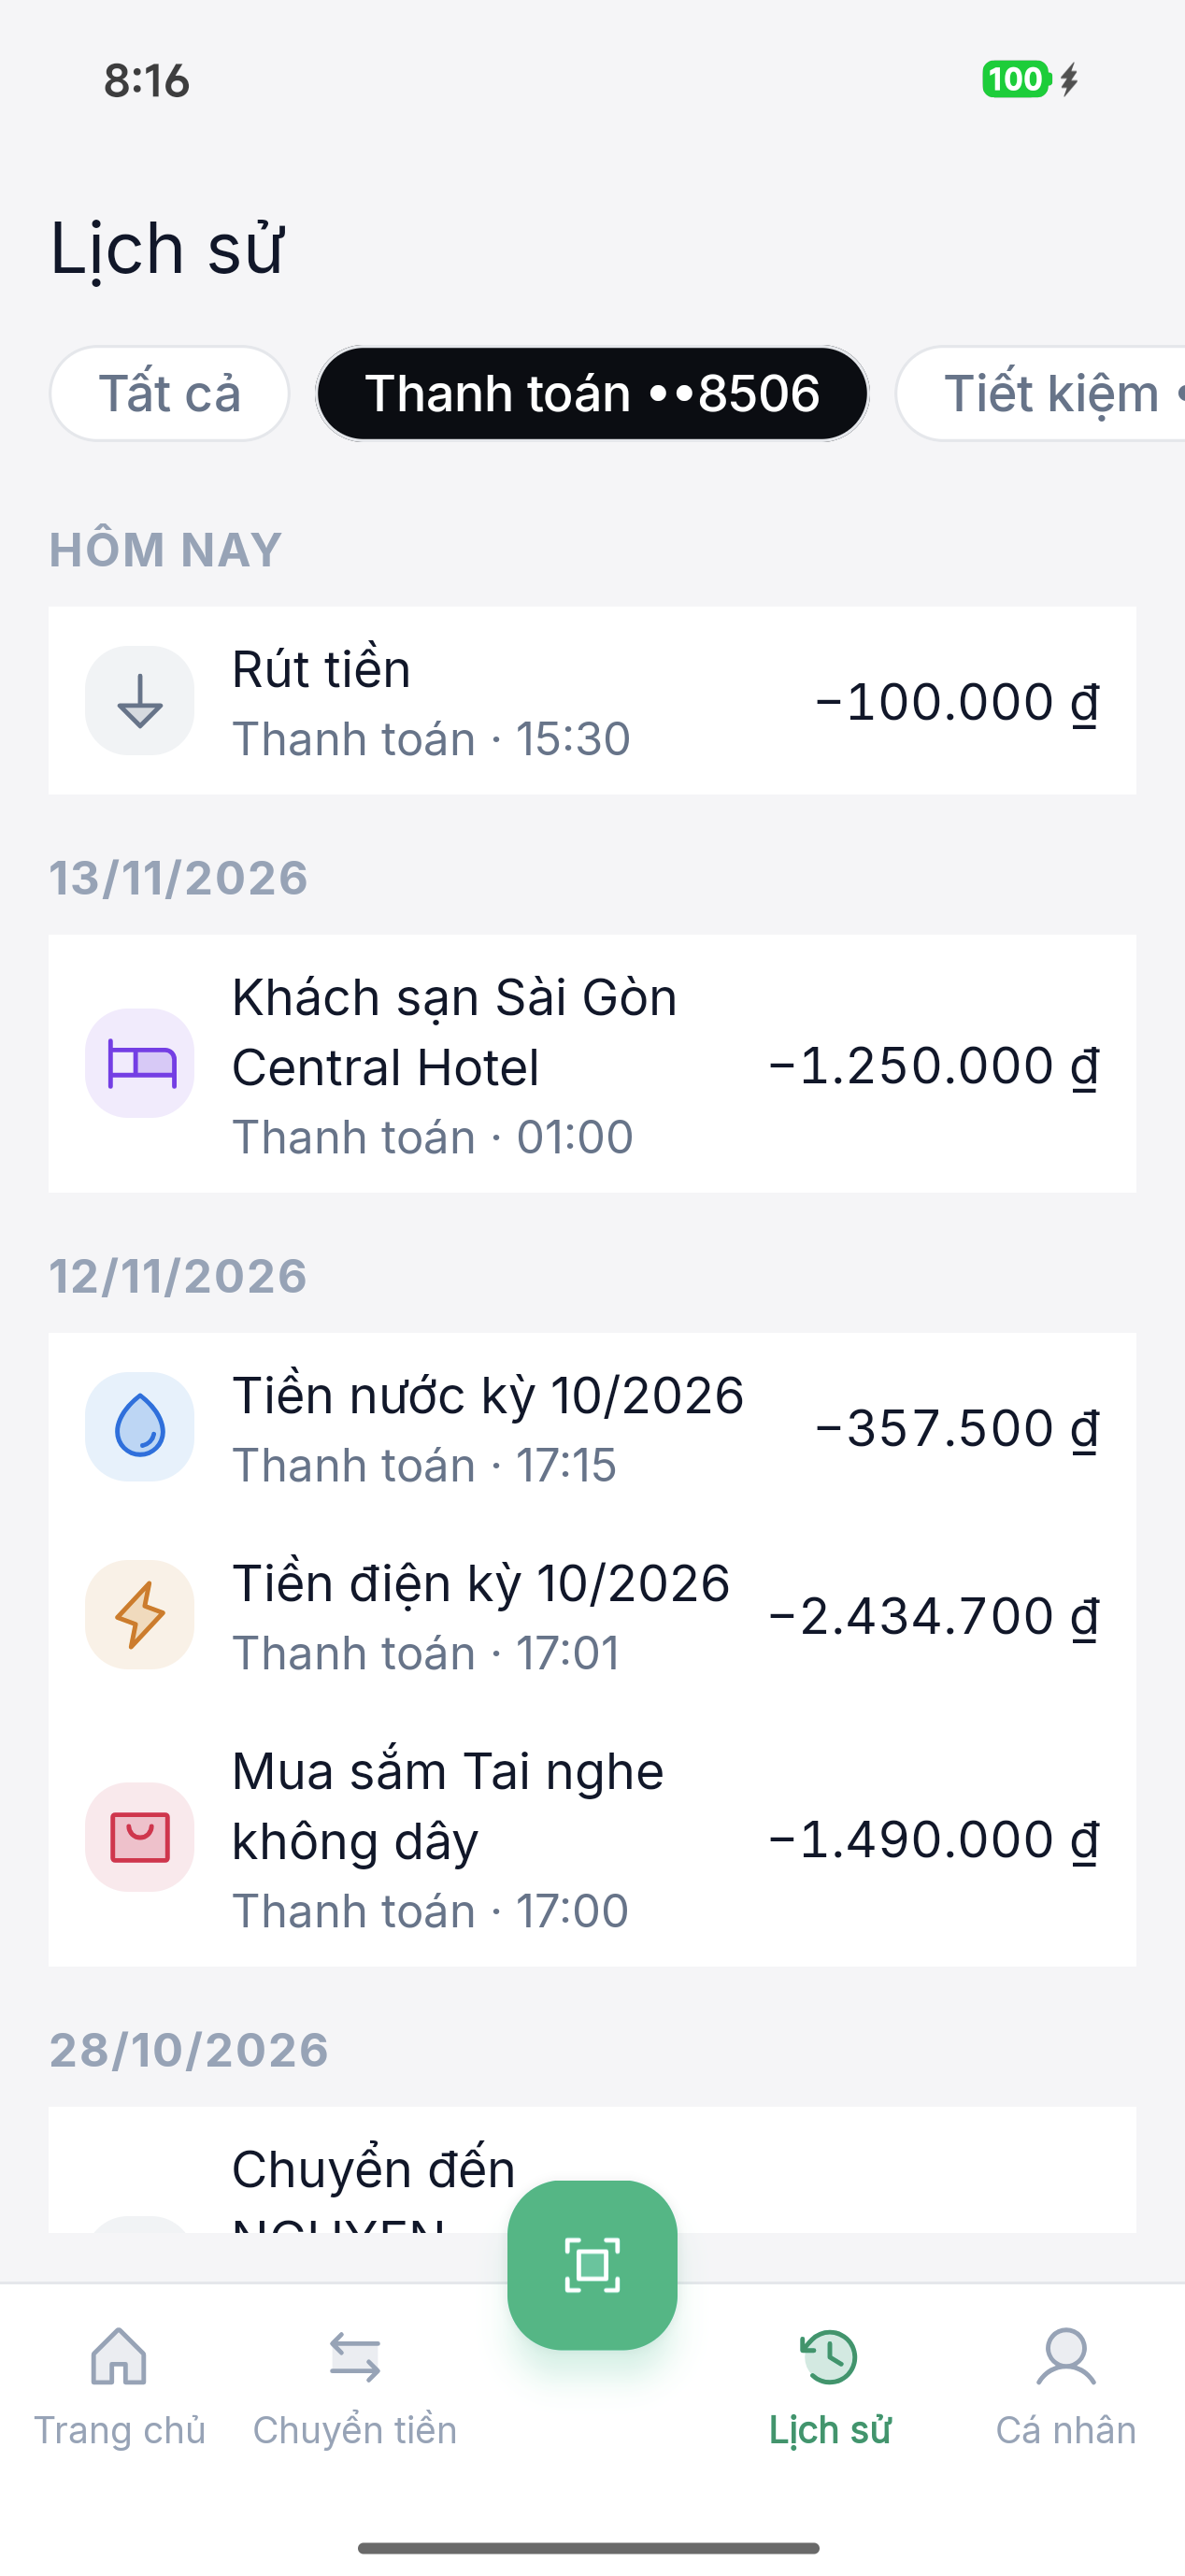 8:16
100
Lịch sử
Tất cả
Thanh toán ••8506
Tiết kiệm •
HÔM NAY
Rút tiền
−100.000 ₫
Thanh toán · 15:30
13/11/2026
Khách sạn Sài Gòn
Central Hotel
−1.250.000 ₫
Thanh toán · 01:00
12/11/2026
Tiền nước kỳ 10/2026
−357.500 ₫
Thanh toán · 17:15
Tiền điện kỳ 10/2026
−2.434.700 ₫
Thanh toán · 17:01
Mua sắm Tai nghe
không dây
−1.490.000 ₫
Thanh toán · 17:00
28/10/2026
Chuyển đến
Trang chủ
Chuyển tiền
Lịch sử
Cá nhân